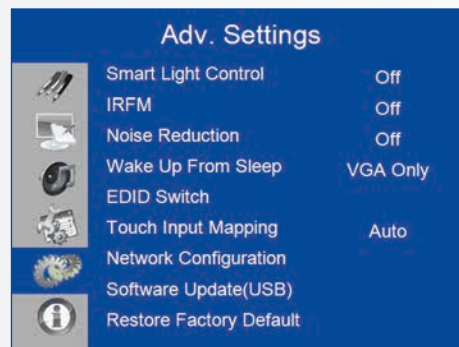 Adv. Settings
Smart Light Control Off
IRFM Off
Noise Reduction Off
Wake Up From Sleep VGA Only
EDID Switch
Touch Input Mapping Auto
Network Configuration
Software Update(USB)
Restore Factory Default